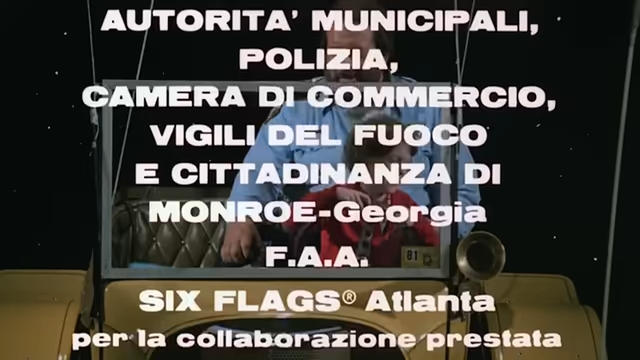 AUTORITA' MUNICIPALI,
POLIZIA,
CAMERA DI COMMERCIO,
VIGILI DEL FUOCO
E CITTADINANZA DI
MONROE-Georgia
F.A.A.
81
SIX FLAGS® Atlanta
per la collaborazione prestata